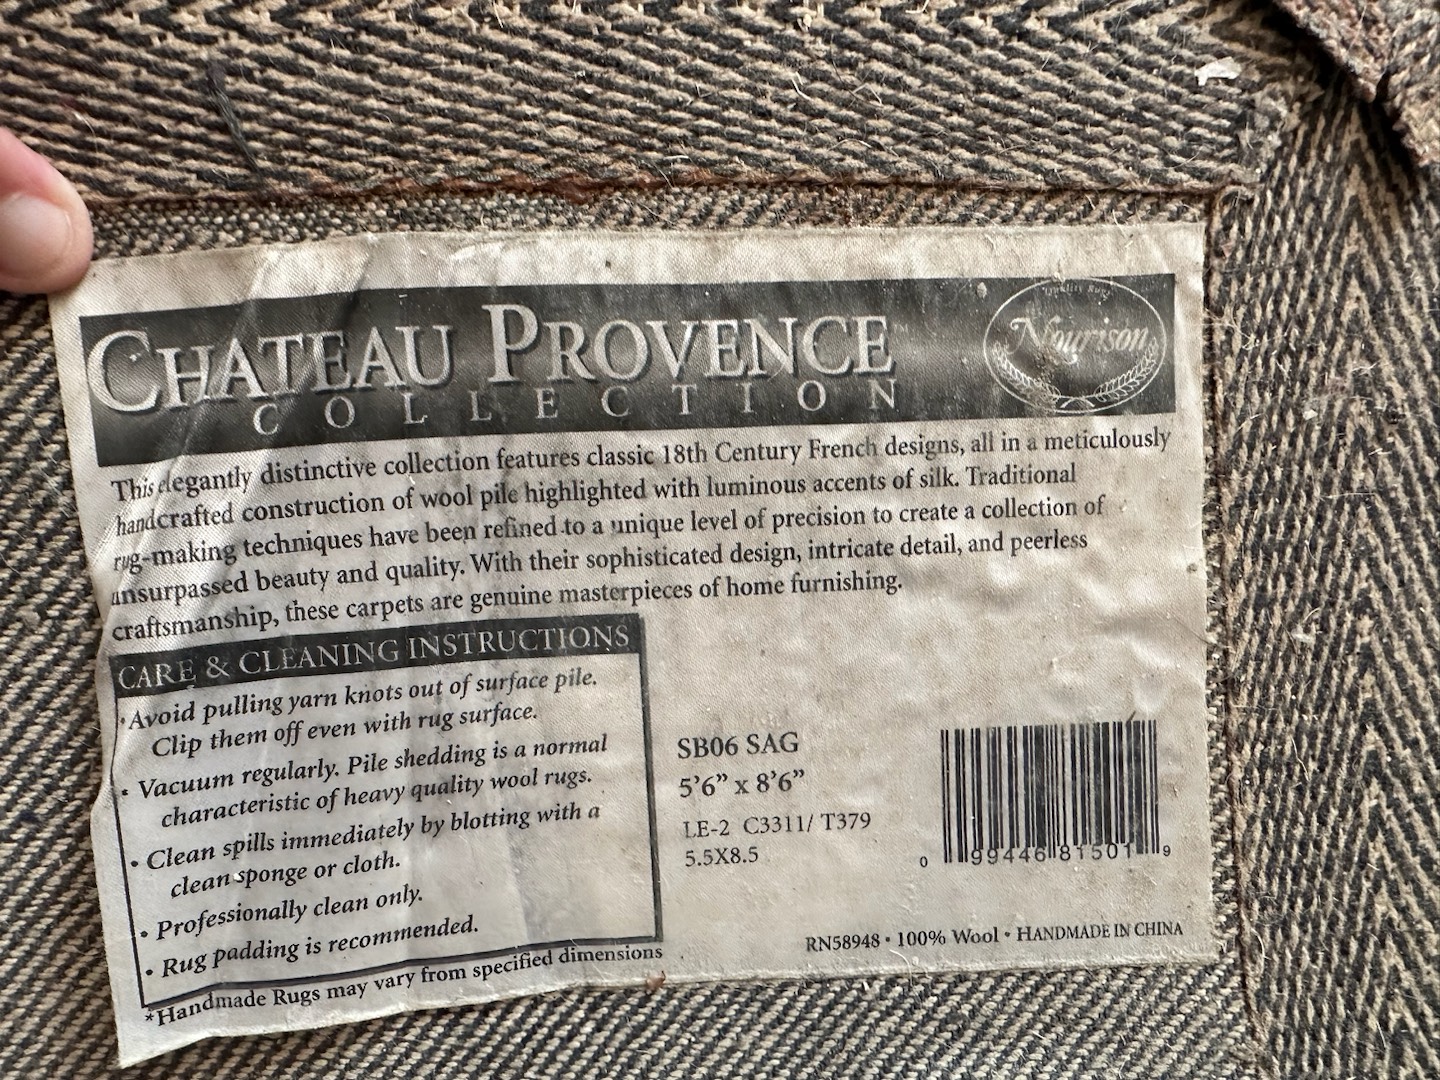 CHATEAU PROVENCE™
COLLECTION
Quality Rugs
Nourison
This elegantly distinctive collection features classic 18th Century French designs, all in a meticulously
handcrafted construction of wool pile highlighted with luminous accents of silk. Traditional
rug-making techniques have been refined to a unique level of precision to create a collection of
unsurpassed beauty and quality. With their sophisticated design, intricate detail, and peerless
craftsmanship, these carpets are genuine masterpieces of home furnishing.
CARE & CLEANING INSTRUCTIONS
• Avoid pulling yarn knots out of surface pile.
Clip them off even with rug surface.
• Vacuum regularly. Pile shedding is a normal
characteristic of heavy quality wool rugs.
• Clean spills immediately by blotting with a
clean sponge or cloth.
• Professionally clean only.
• Rug padding is recommended.
*Handmade Rugs may vary from specified dimensions
SB06 SAG
5'6" x 8'6"
LE-2 C3311/ T379
5.5X8.5
0 99446 81501 9
RN58948 • 100% Wool • HANDMADE IN CHINA